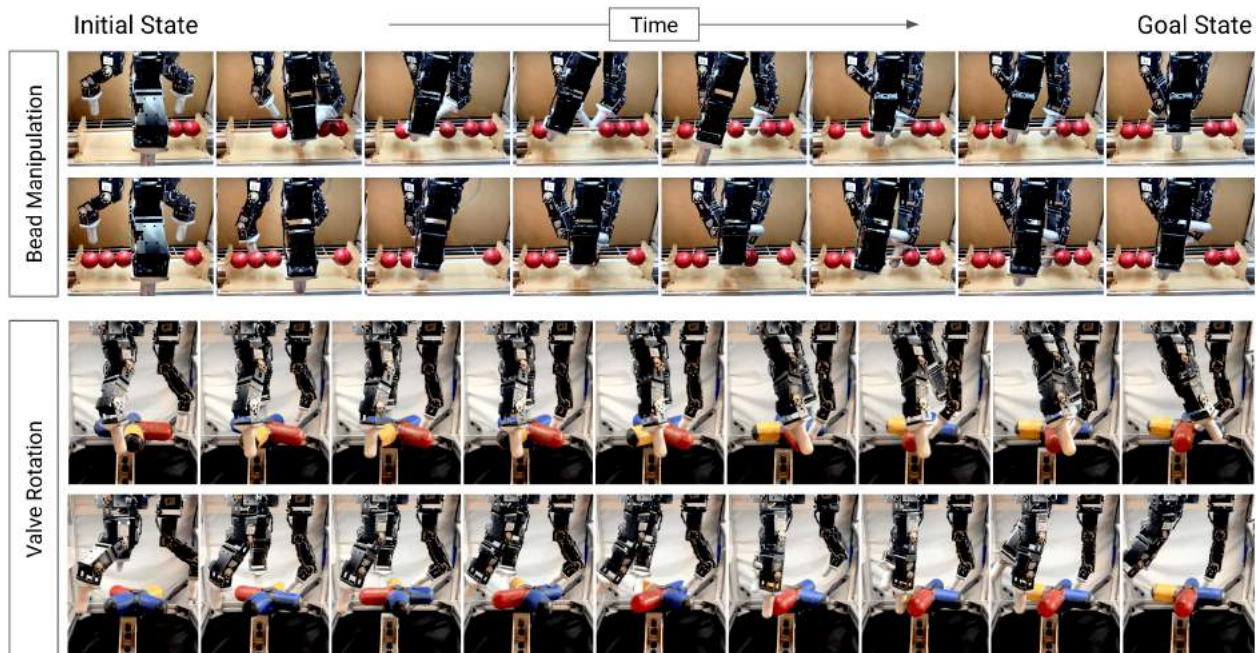 Initial State
Time
Goal State
Bead Manipulation
Valve Rotation